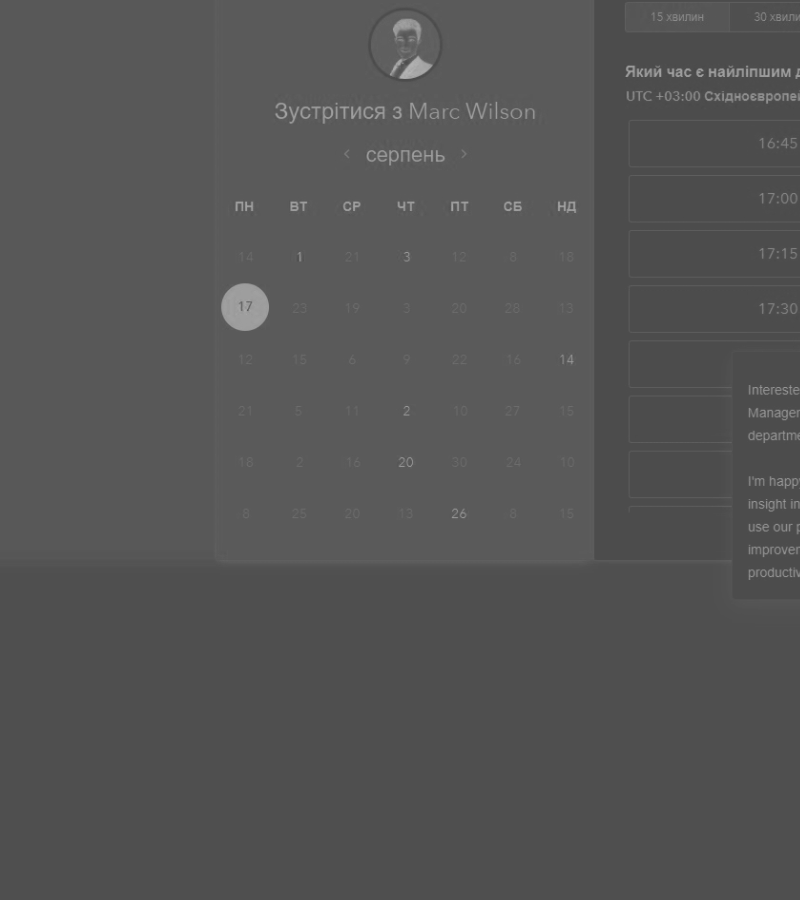 15 хвилин
30 хвили
Який час є найліпшим д
UTC +03:00 Східноєвропе
Зустрітися з Marc Wilson
серпень
ПН ВТ СР ЧТ ПТ СБ НД
14 1 21 3 12 8 18
17 23 19 3 20 28 13
12 15 6 9 22 16 14
21 5 11 2 10 27 15
18 2 16 20 30 24 10
8 25 20 13 26 8 15
16:45
17:00
17:15
17:30
Intereste
Manager
departme
I'm happy
insight in
use our p
improver
productiv